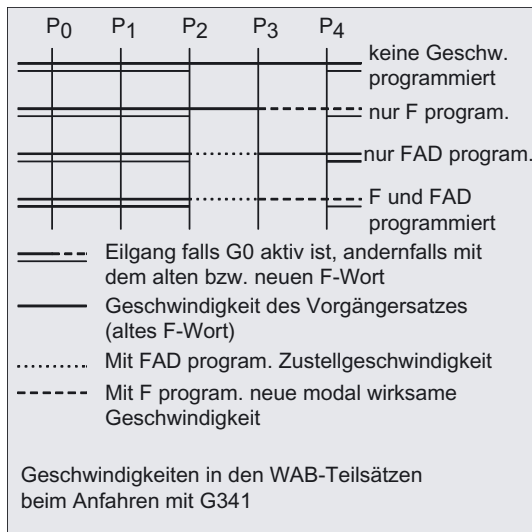 P0 P1 P2 P3 P4
keine Geschw.
programmiert
nur F program.
nur FAD program.
F und FAD
programmiert
Eilgang falls G0 aktiv ist, andernfalls mit
dem alten bzw. neuen F-Wort
Geschwindigkeit des Vorgängersatzes
(altes F-Wort)
Mit FAD program. Zustellgeschwindigkeit
Mit F program. neue modal wirksame
Geschwindigkeit
Geschwindigkeiten in den WAB-Teilsätzen
beim Anfahren mit G341